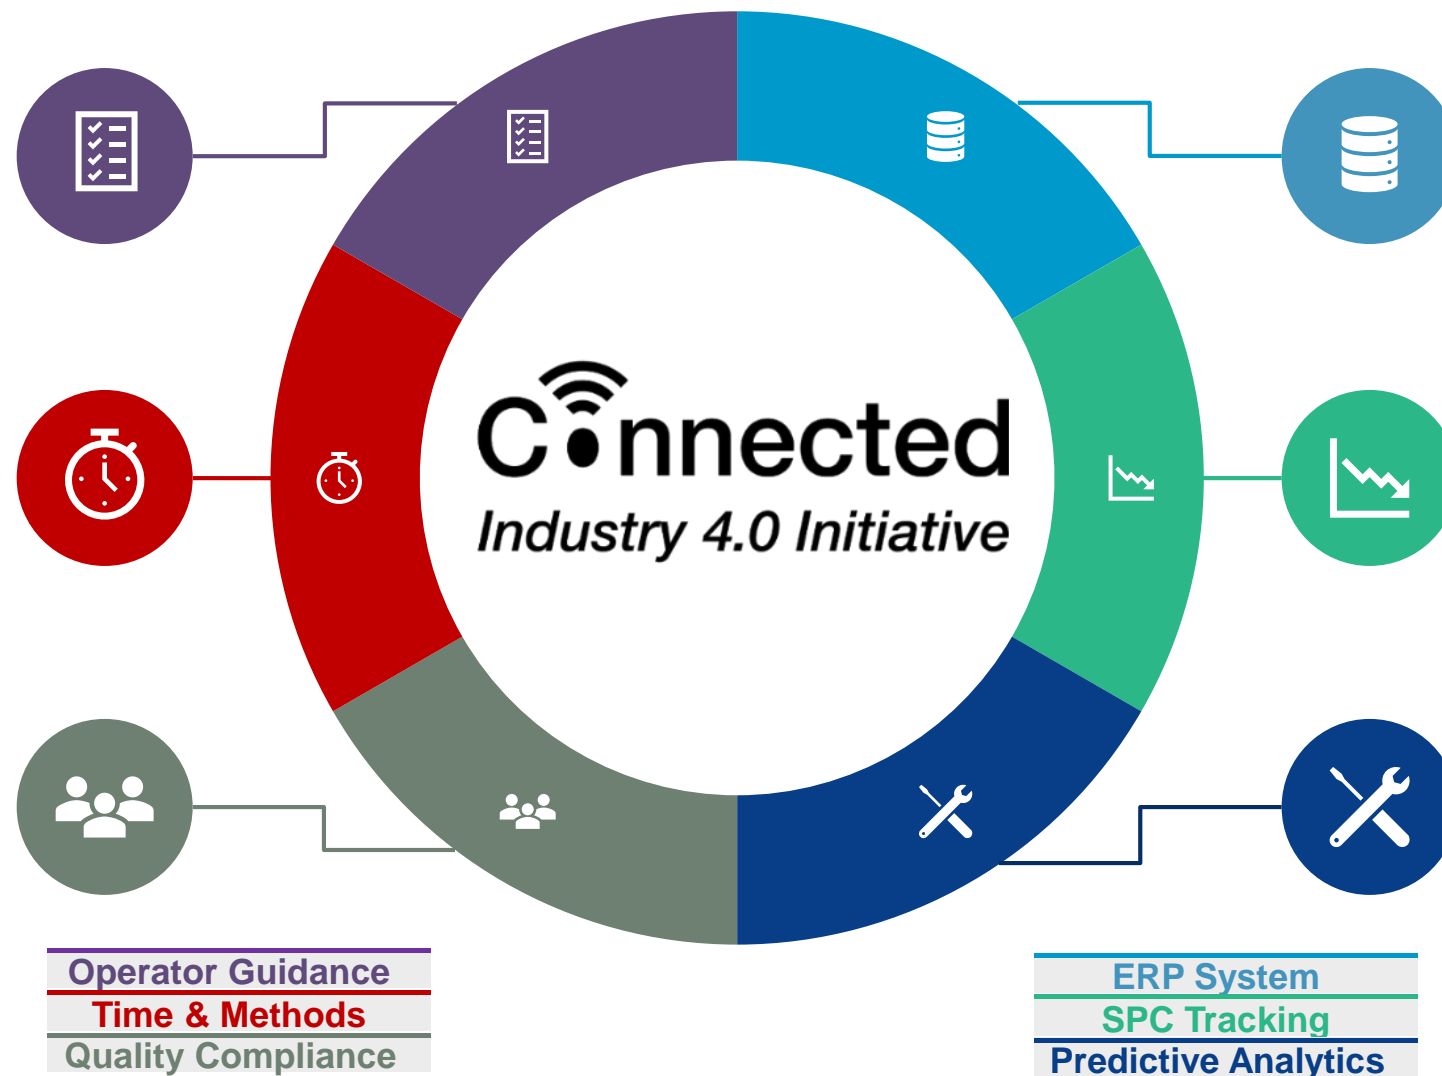 Connected
Industry 4.0 Initiative
Operator Guidance
Time & Methods
Quality Compliance
ERP System
SPC Tracking
Predictive Analytics